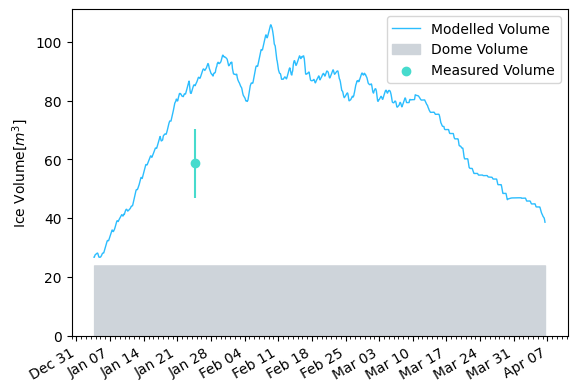 Modelled Volume
Dome Volume
Measured Volume
Ice Volume[m³]
100
80
60
40
20
0
Dec 31
Jan 07
Jan 14
Jan 21
Jan 28
Feb 04
Feb 11
Feb 18
Feb 25
Mar 03
Mar 10
Mar 17
Mar 24
Mar 31
Apr 07